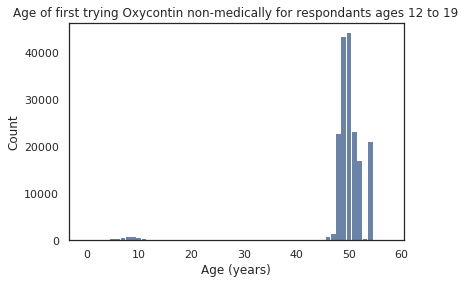 Age of first trying Oxycontin non-medically for respondants ages 12 to 19
40000
30000
20000
10000
0
Count
0 10 20 30 40 50 60
Age (years)